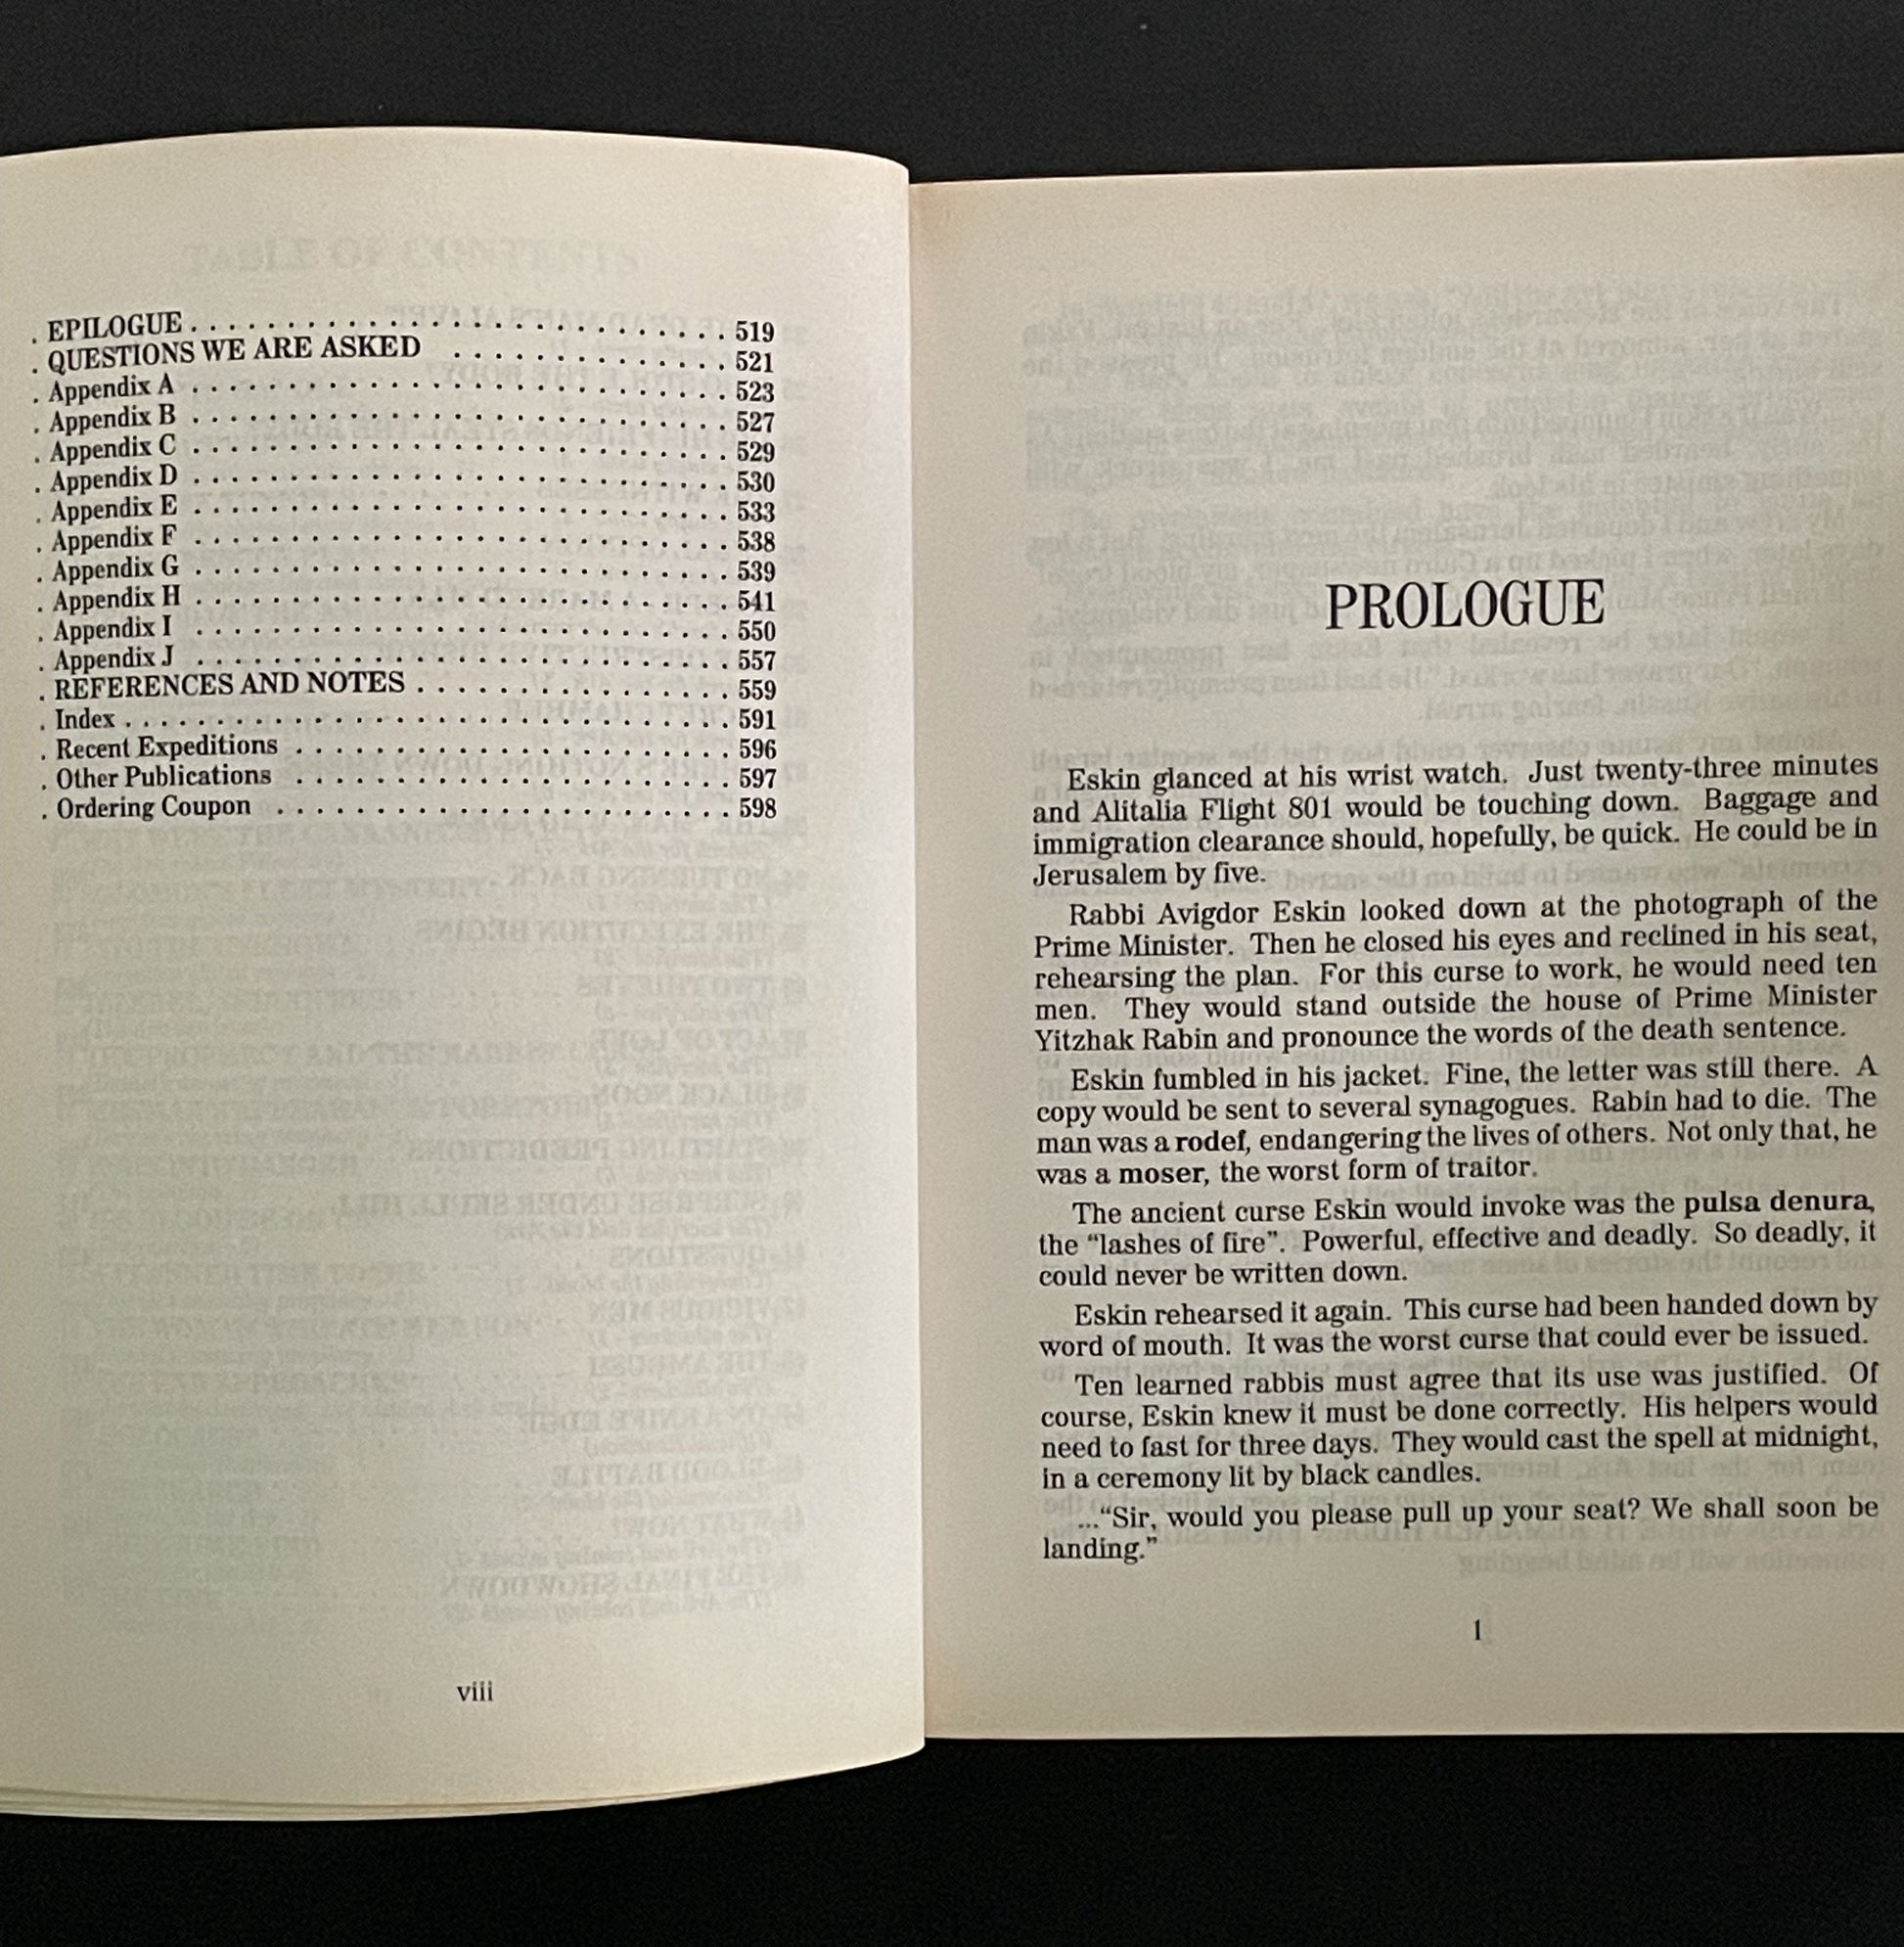 . EPILOGUE . . . . . . . . . . . . . . . . . . . . . . . . . . . . 519
. QUESTIONS WE ARE ASKED . . . . . . . . . . . . . . 521
. Appendix A . . . . . . . . . . . . . . . . . . . . . . . . . . . . 523
. Appendix B . . . . . . . . . . . . . . . . . . . . . . . . . . . . 527
. Appendix C . . . . . . . . . . . . . . . . . . . . . . . . . . . . 529
. Appendix D . . . . . . . . . . . . . . . . . . . . . . . . . . . . 530
. Appendix E . . . . . . . . . . . . . . . . . . . . . . . . . . . . 533
. Appendix F . . . . . . . . . . . . . . . . . . . . . . . . . . . . 538
. Appendix G . . . . . . . . . . . . . . . . . . . . . . . . . . . . 539
. Appendix H . . . . . . . . . . . . . . . . . . . . . . . . . . . . 541
. Appendix I . . . . . . . . . . . . . . . . . . . . . . . . . . . . 550
. Appendix J . . . . . . . . . . . . . . . . . . . . . . . . . . . . 557
. REFERENCES AND NOTES . . . . . . . . . . . . . . . . 559
. Index . . . . . . . . . . . . . . . . . . . . . . . . . . . . . . . . 591
. Recent Expeditions . . . . . . . . . . . . . . . . . . . . . . . 596
. Other Publications . . . . . . . . . . . . . . . . . . . . . . . 597
. Ordering Coupon . . . . . . . . . . . . . . . . . . . . . . . . 598
viii
PROLOGUE
Eskin glanced at his wrist watch. Just twenty-three minutes
and Alitalia Flight 801 would be touching down. Baggage and
immigration clearance should, hopefully, be quick. He could be in
Jerusalem by five.
Rabbi Avigdor Eskin looked down at the photograph of the
Prime Minister. Then he closed his eyes and reclined in his seat,
rehearsing the plan. For this curse to work, he would need ten
men. They would stand outside the house of Prime Minister
Yitzhak Rabin and pronounce the words of the death sentence.
Eskin fumbled in his jacket. Fine, the letter was still there. A
copy would be sent to several synagogues. Rabin had to die. The
man was a rodef, endangering the lives of others. Not only that, he
was a moser, the worst form of traitor.
The ancient curse Eskin would invoke was the pulsa denura,
the “lashes of fire”. Powerful, effective and deadly. So deadly, it
could never be written down.
Eskin rehearsed it again. This curse had been handed down by
word of mouth. It was the worst curse that could ever be issued.
Ten learned rabbis must agree that its use was justified. Of
course, Eskin knew it must be done correctly. His helpers would
need to fast for three days. They would cast the spell at midnight,
in a ceremony lit by black candles.
...“Sir, would you please pull up your seat? We shall soon be
landing.”
1